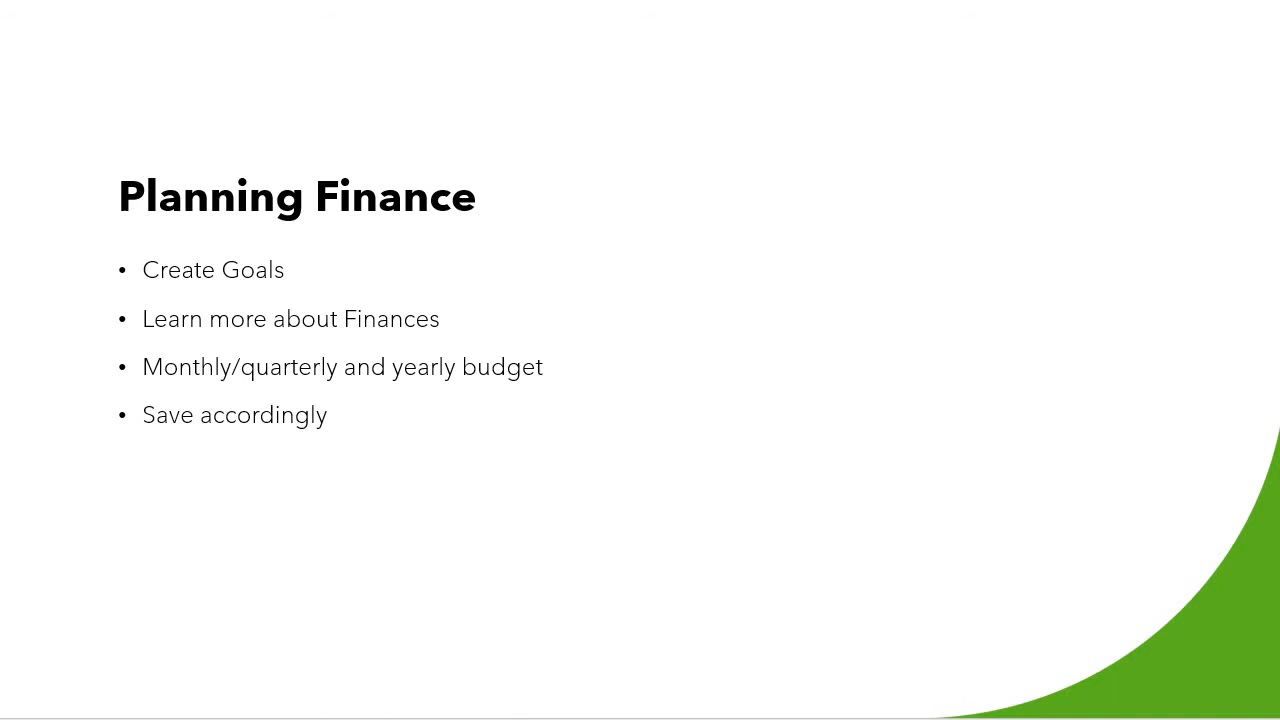 Planning Finance
• Create Goals
• Learn more about Finances
• Monthly/quarterly and yearly budget
• Save accordingly